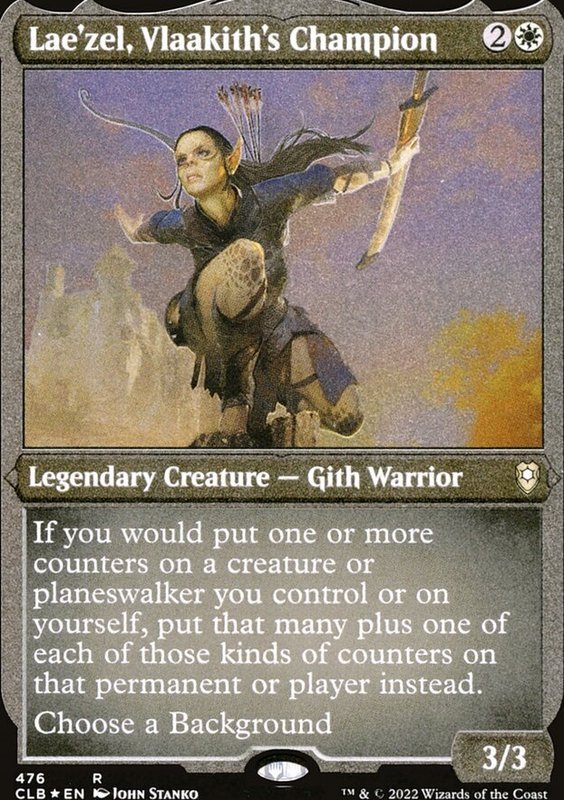 Lae'zel, Vlaakith's Champion 2
Legendary Creature — Gith Warrior
If you would put one or more
counters on a creature or
planeswalker you control or on
yourself, put that many plus one of
each of those kinds of counters on
that permanent or player instead.
Choose a Background
3/3
476 R
CLB ★ EN John Stanko
™ & © 2022 Wizards of the Coast